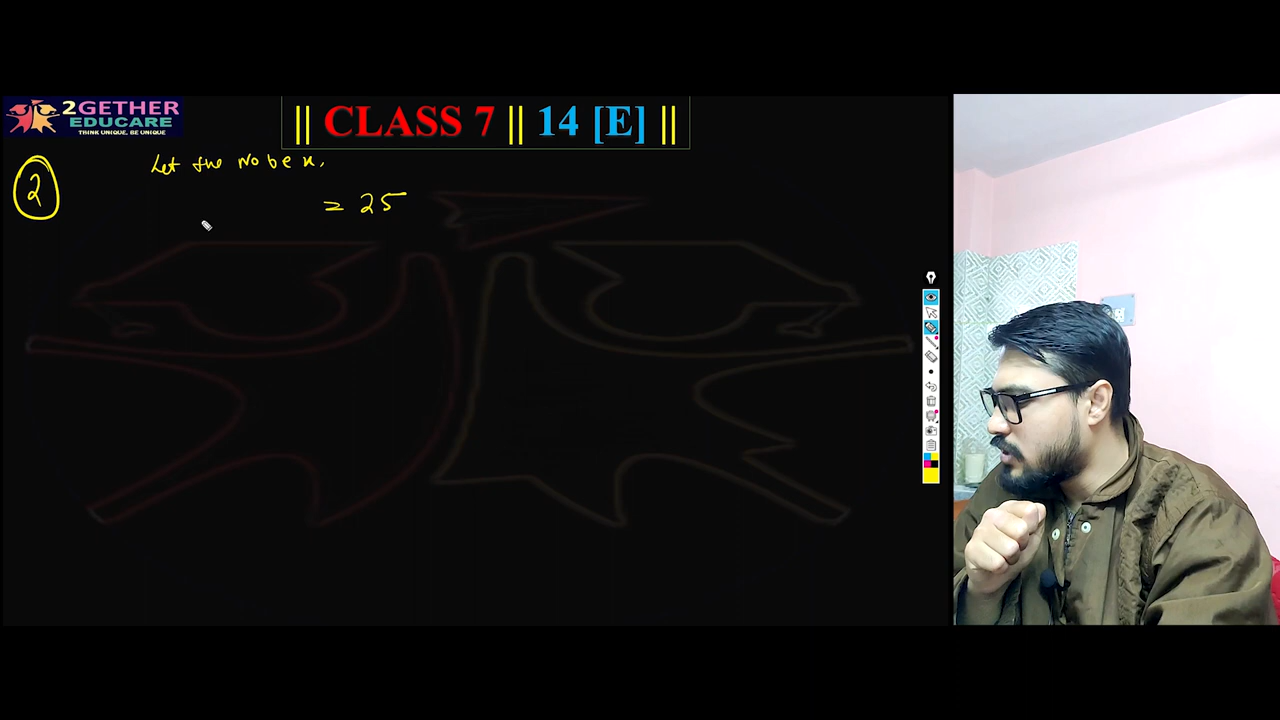 2GETHER
EDUCARE
THINK UNIQUE, BE UNIQUE
|| CLASS 7 || 14 [E] ||
2
Let the No be x.
= 25